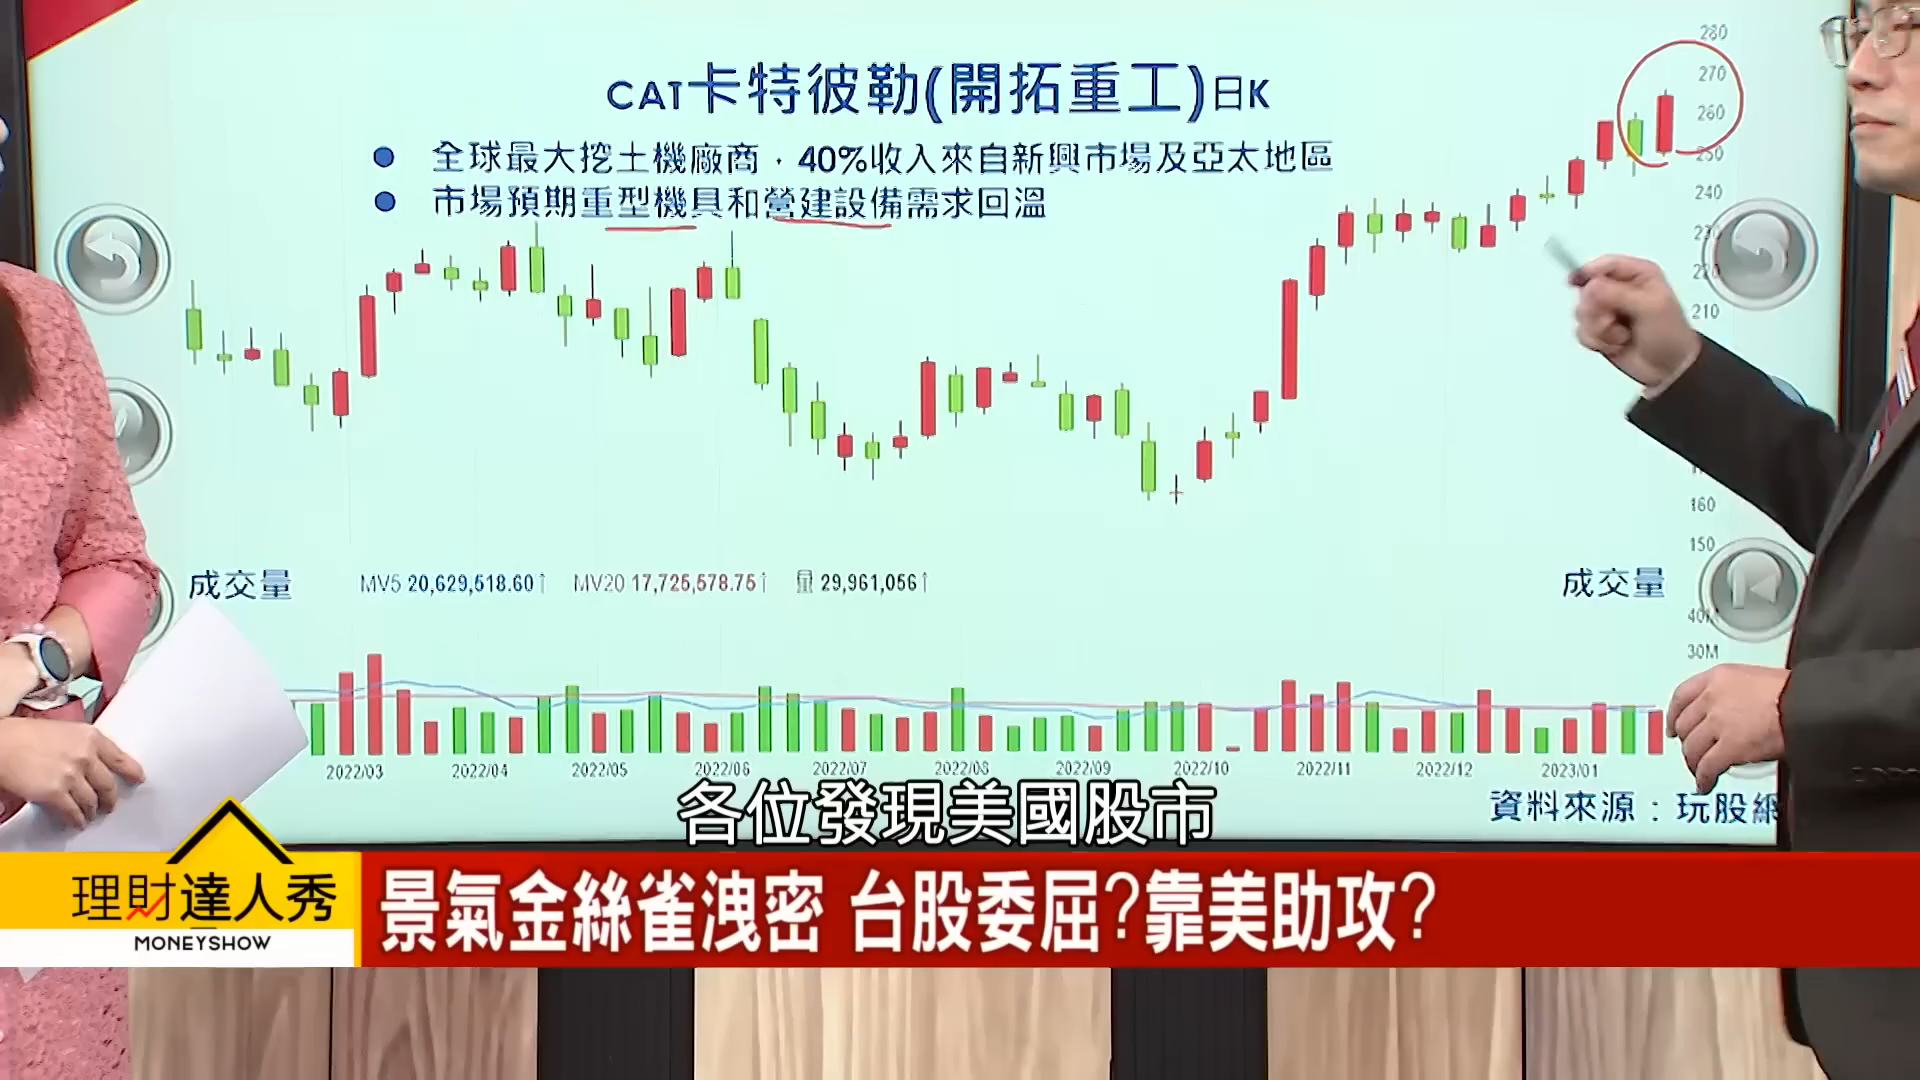 CAT卡特彼勒(開拓重工)日K
全球最大挖土機廠商，40%收入來自新興市場及亞太地區
市場預期重型機具和營建設備需求回溫
280
270
260
250
240
230
220
210
160
150
成交量
MV5 20,629,518.60↑ MV20 17,725,578.75↑ 量 29,961,056↑
成交量
40M
30M
2022/03 2022/04 2022/05 2022/06 2022/07 2022/08 2022/09 2022/10 2022/11 2022/12 2023/01
資料來源：玩股網
各位發現美國股市
理財達人秀
MONEYSHOW
景氣金絲雀洩密 台股委屈?靠美助攻?